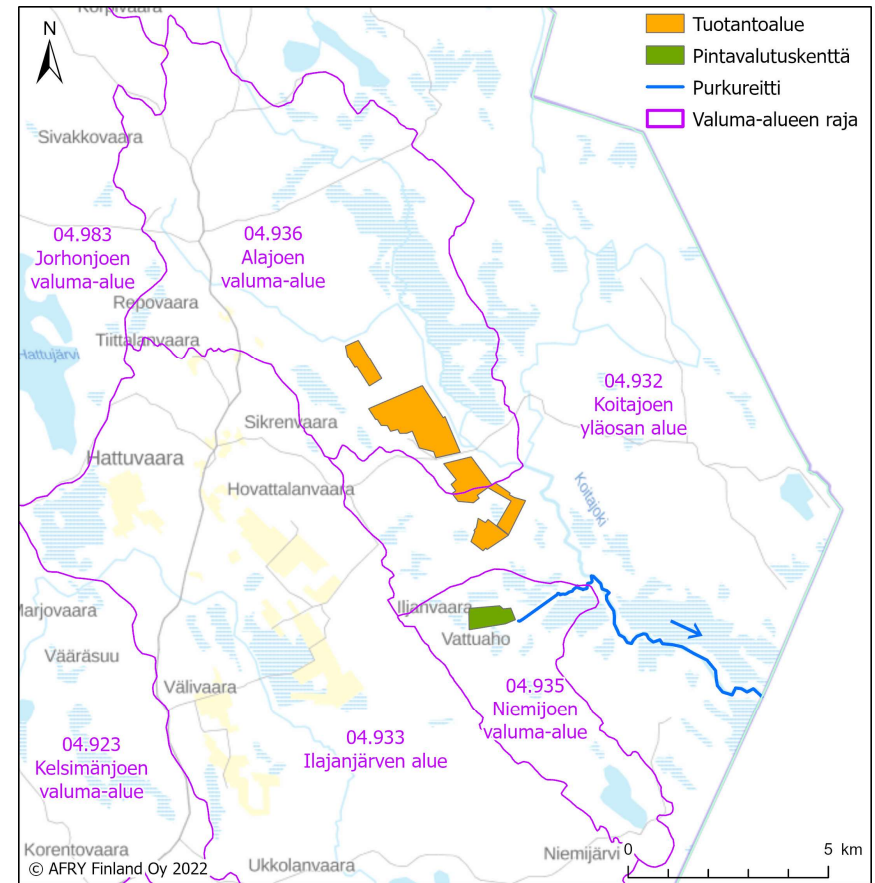 Korpivaara
N
Tuotantoalue
Pintavalutuskenttä
Purkureitti
Valuma-alueen raja
Sivakkovaara
04.983
Jorhonjoen
valuma-alue
04.936
Alajoen
valuma-alue
Repovaara
Tiittalanvaara
Hattujärvi
04.932
Koitajoen
yläosan alue
Sikrenvaara
Hattuvaara
Hovattalanvaara
Koitajoki
Iljanvaara
Vattuaho
Marjovaara
Vääräsuu
Välivaara
04.935
Niemijoen
valuma-alue
04.933
Ilajanjärven alue
04.923
Kelsimänjoen
valuma-alue
Korentovaara
Ukkolanvaara
Niemijärvi
0 5 km
© AFRY Finland Oy 2022